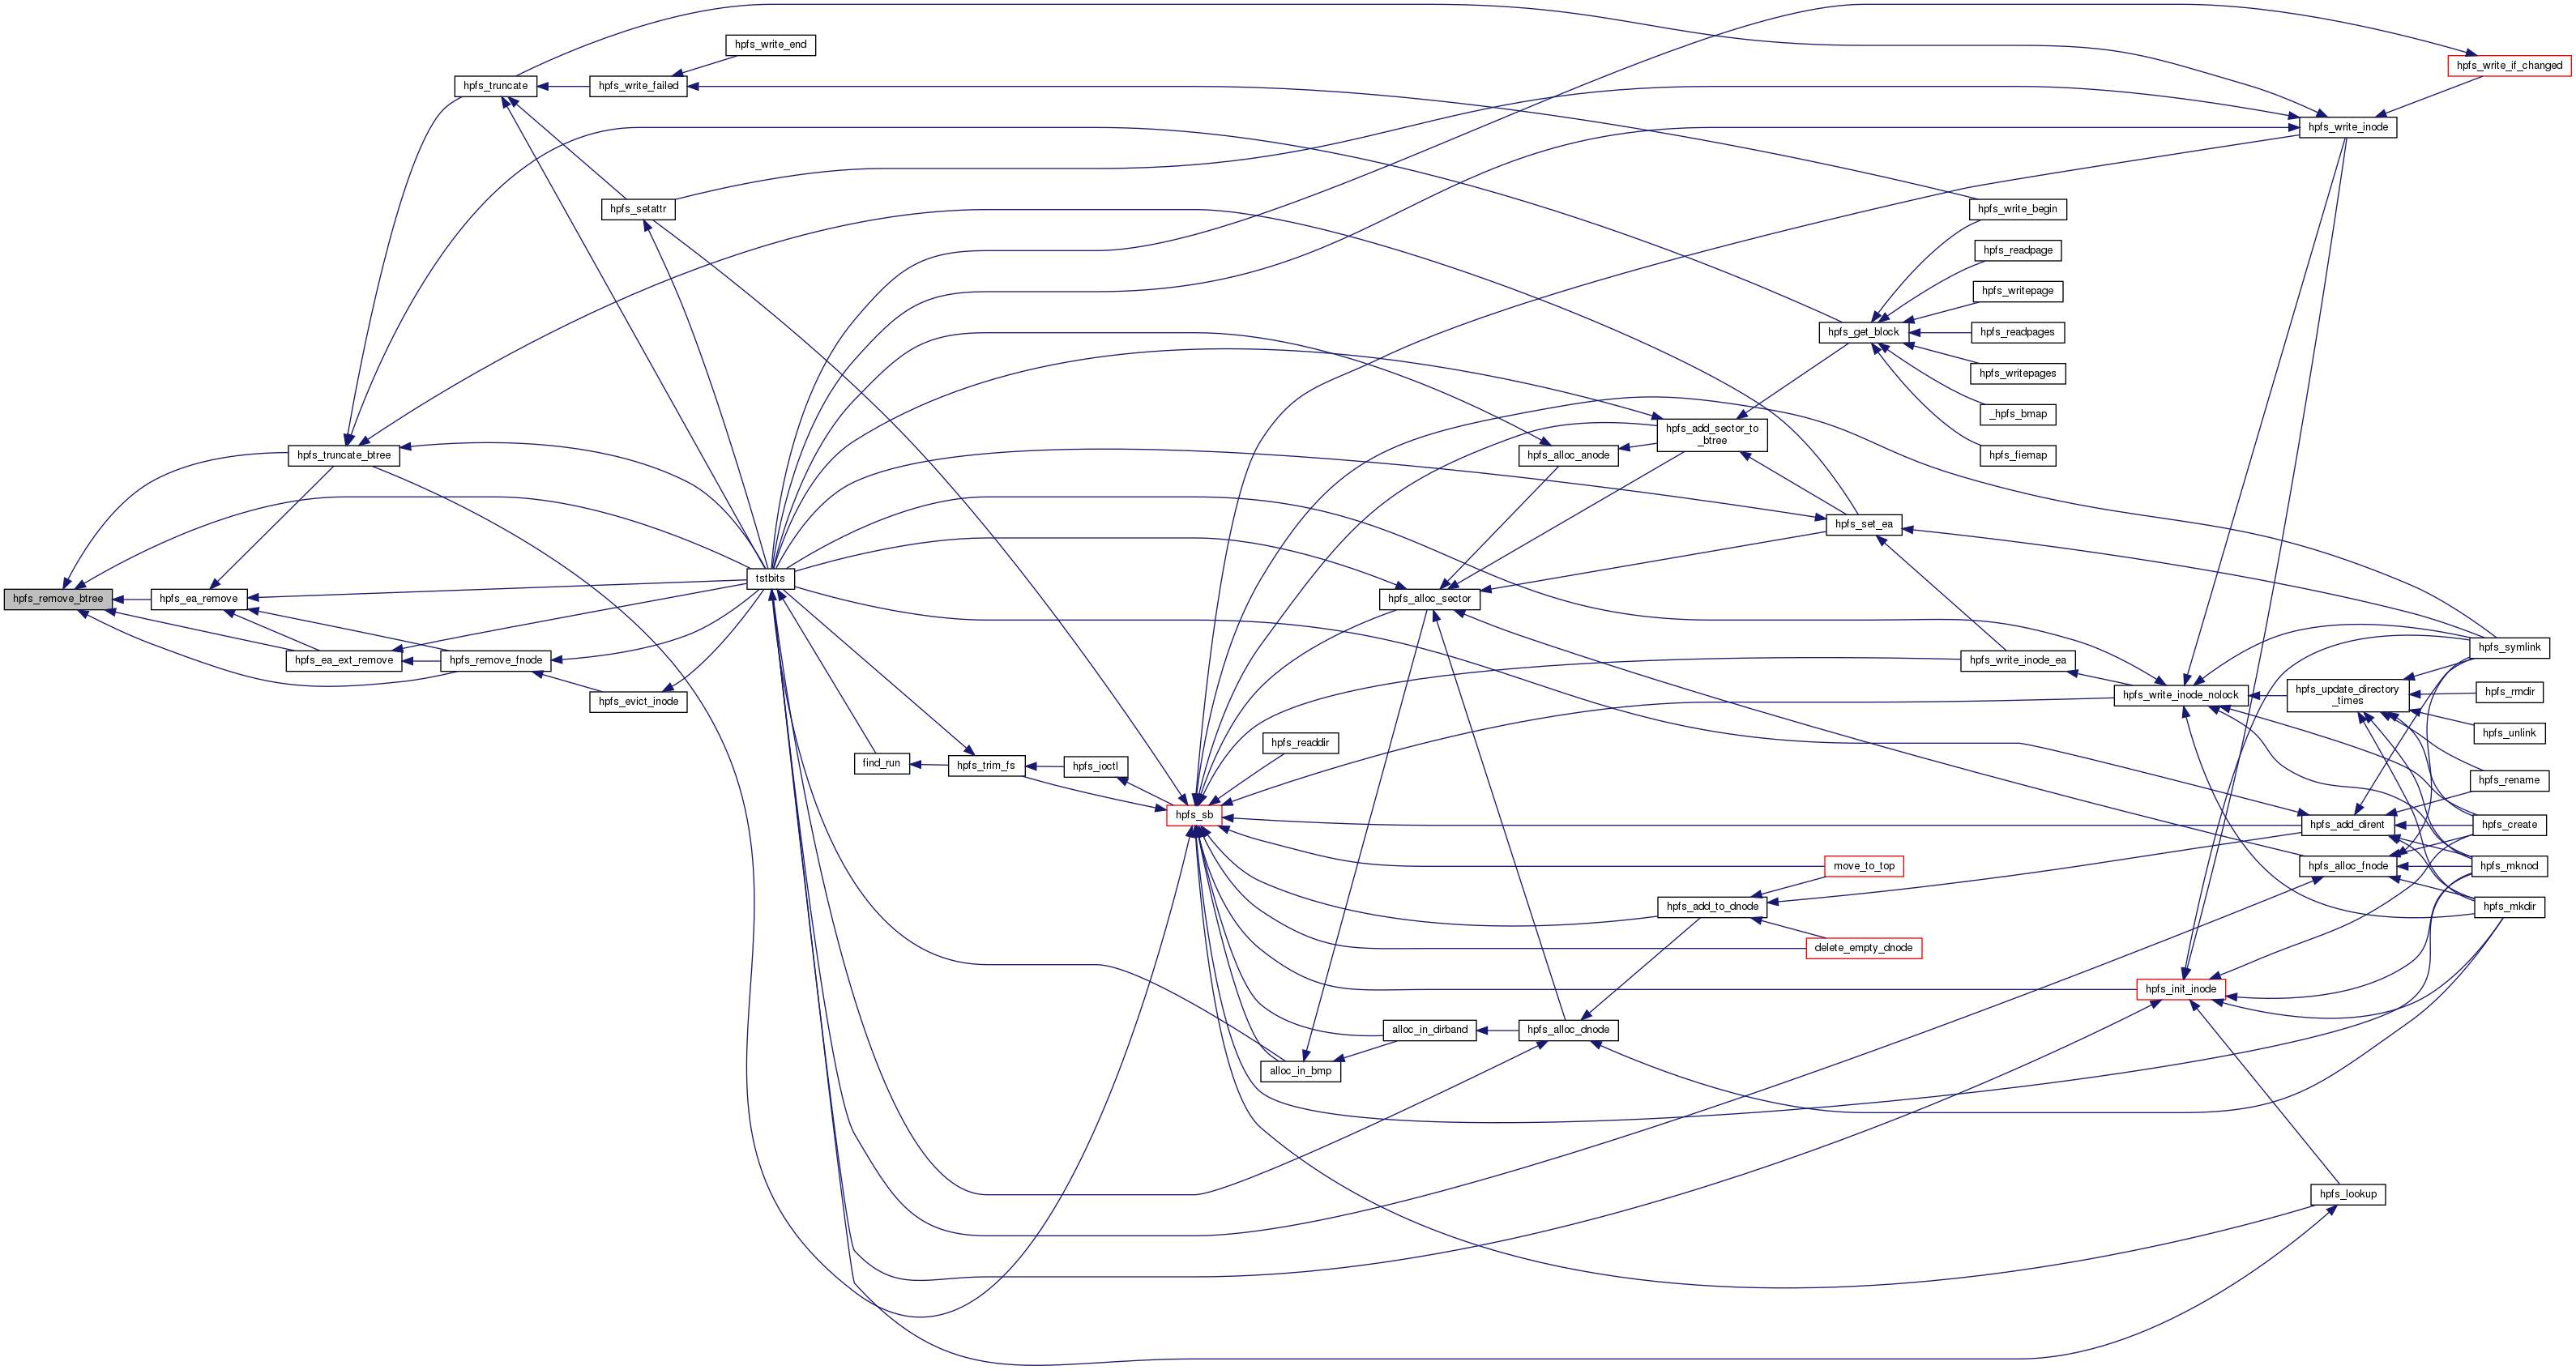 hpfs_write_end
hpfs_write_if_changed
hpfs_truncate
hpfs_write_failed
hpfs_write_inode
hpfs_setattr
hpfs_write_begin
hpfs_readpage
hpfs_writepage
hpfs_get_block
hpfs_readpages
hpfs_writepages
_hpfs_bmap
hpfs_add_sector_to
_btree
hpfs_truncate_btree
hpfs_alloc_anode
hpfs_fiemap
hpfs_set_ea
tstbits
hpfs_remove_btree
hpfs_ea_remove
hpfs_alloc_sector
hpfs_symlink
hpfs_ea_ext_remove
hpfs_remove_fnode
hpfs_write_inode_ea
hpfs_evict_inode
hpfs_write_inode_nolock
hpfs_update_directory
_times
hpfs_rmdir
hpfs_unlink
hpfs_readdir
find_run
hpfs_trim_fs
hpfs_ioctl
hpfs_rename
hpfs_sb
hpfs_add_dirent
hpfs_create
move_to_top
hpfs_alloc_fnode
hpfs_mknod
hpfs_add_to_dnode
hpfs_mkdir
delete_empty_dnode
hpfs_init_inode
alloc_in_dirband
hpfs_alloc_dnode
alloc_in_bmp
hpfs_lookup